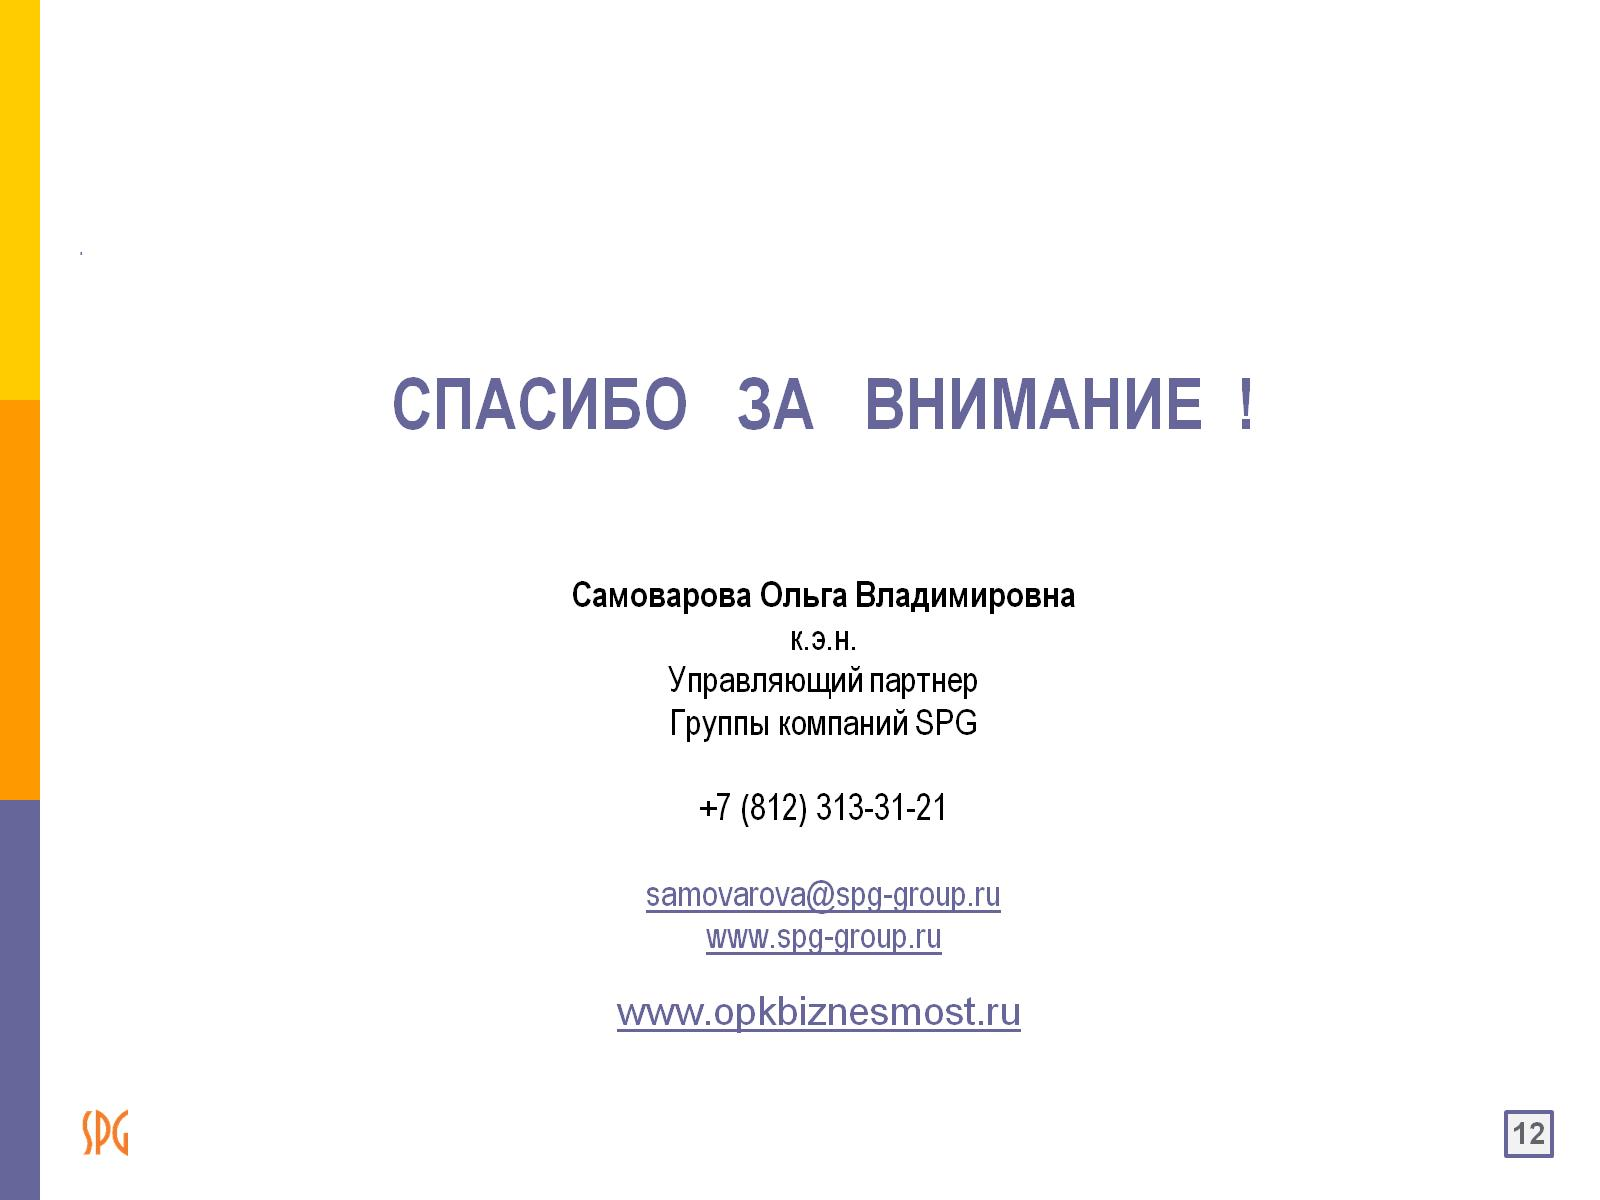 СПАСИБО ЗА ВНИМАНИЕ !
Самоварова Ольга Владимировна
к.э.н.
Управляющий партнер
Группы компаний SPG
+7 (812) 313-31-21
samovarova@spg-group.ru
www.spg-group.ru
www.opkbiznesmost.ru
SPG
12